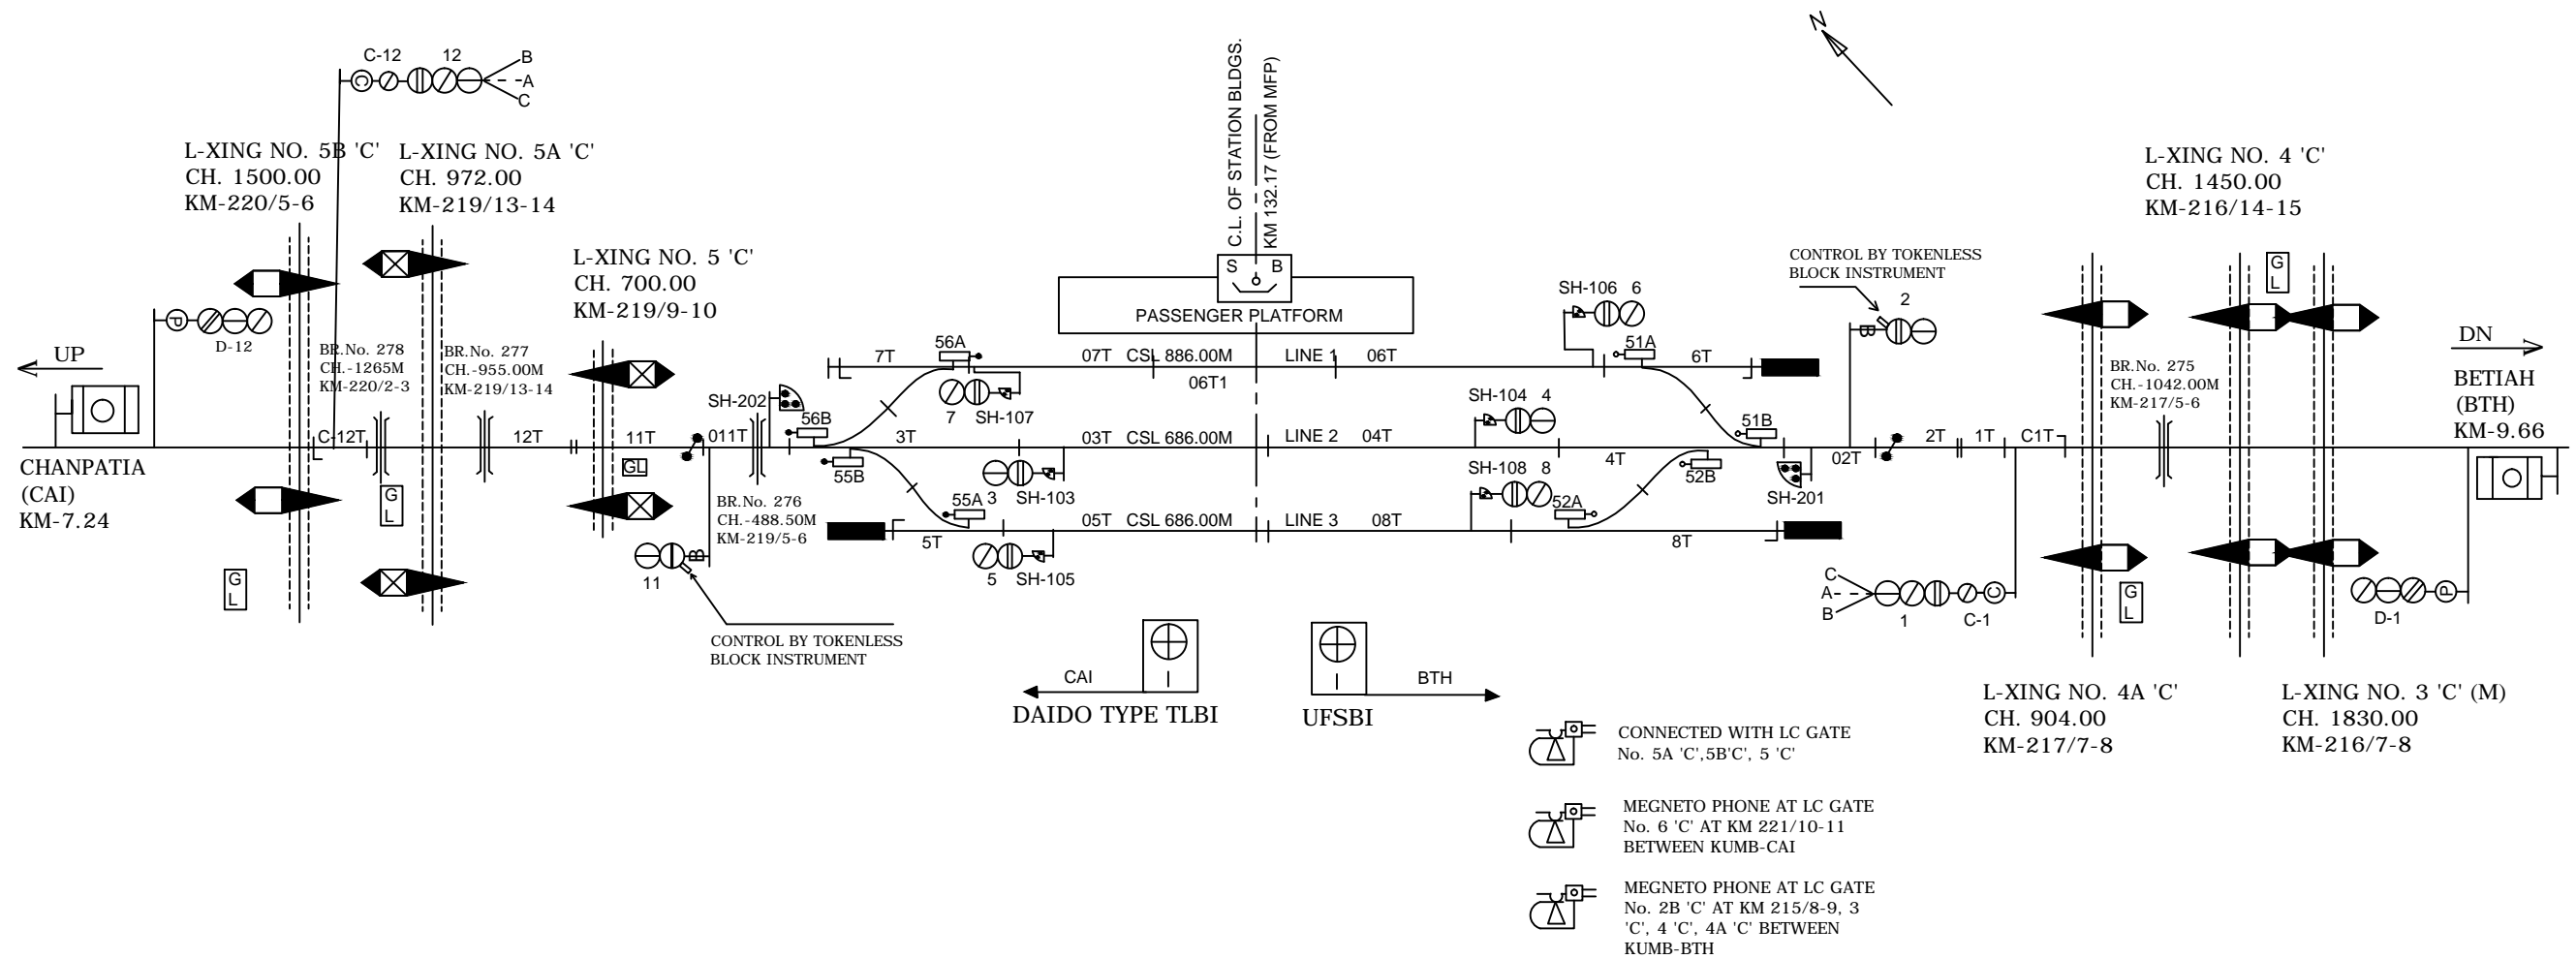 N
C-12
12
B
A
C
C
L-XING NO. 5B 'C'
CH. 1500.00
KM-220/5-6
L-XING NO. 5A 'C'
CH. 972.00
KM-219/13-14
L-XING NO. 5 'C'
CH. 700.00
KM-219/9-10
C.L. OF STATION BLDGS.
KM 132.17 (FROM MFP)
S
B
PASSENGER PLATFORM
L-XING NO. 4 'C'
CH. 1450.00
KM-216/14-15
CONTROL BY TOKENLESS
BLOCK INSTRUMENT
2
B
SH-106
6
G
L
UP
P
D-12
BR.No. 278
CH.-1265M
KM-220/2-3
BR.No. 277
CH.-955.00M
KM-219/13-14
7T
56A
07T
CSL 886.00M
LINE 1
06T
06T1
51A
6T
BR.No. 275
CH.-1042.00M
KM-217/5-6
DN
BETIAH
(BTH)
KM-9.66
SH-202
7
SH-107
SH-104
4
56B
51B
C-12T
12T
11T
011T
3T
03T
CSL 686.00M
LINE 2
04T
4T
02T
2T
1T
C1T
CHANPATIA
(CAI)
KM-7.24
GL
G
L
55B
3
SH-103
SH-108
8
52B
SH-201
BR.No. 276
CH.-488.50M
KM-219/5-6
55A
52A
5T
05T
CSL 686.00M
LINE 3
08T
8T
B
11
5
SH-105
G
L
CONTROL BY TOKENLESS
BLOCK INSTRUMENT
C
A
B
1
C-1
C
G
L
P
D-1
CAI
DAIDO TYPE TLBI
BTH
UFSBI
L-XING NO. 4A 'C'
CH. 904.00
KM-217/7-8
L-XING NO. 3 'C' (M)
CH. 1830.00
KM-216/7-8
CONNECTED WITH LC GATE
No. 5A 'C',5B'C', 5 'C'
MEGNETO PHONE AT LC GATE
No. 6 'C' AT KM 221/10-11
BETWEEN KUMB-CAI
MEGNETO PHONE AT LC GATE
No. 2B 'C' AT KM 215/8-9, 3
'C', 4 'C', 4A 'C' BETWEEN
KUMB-BTH